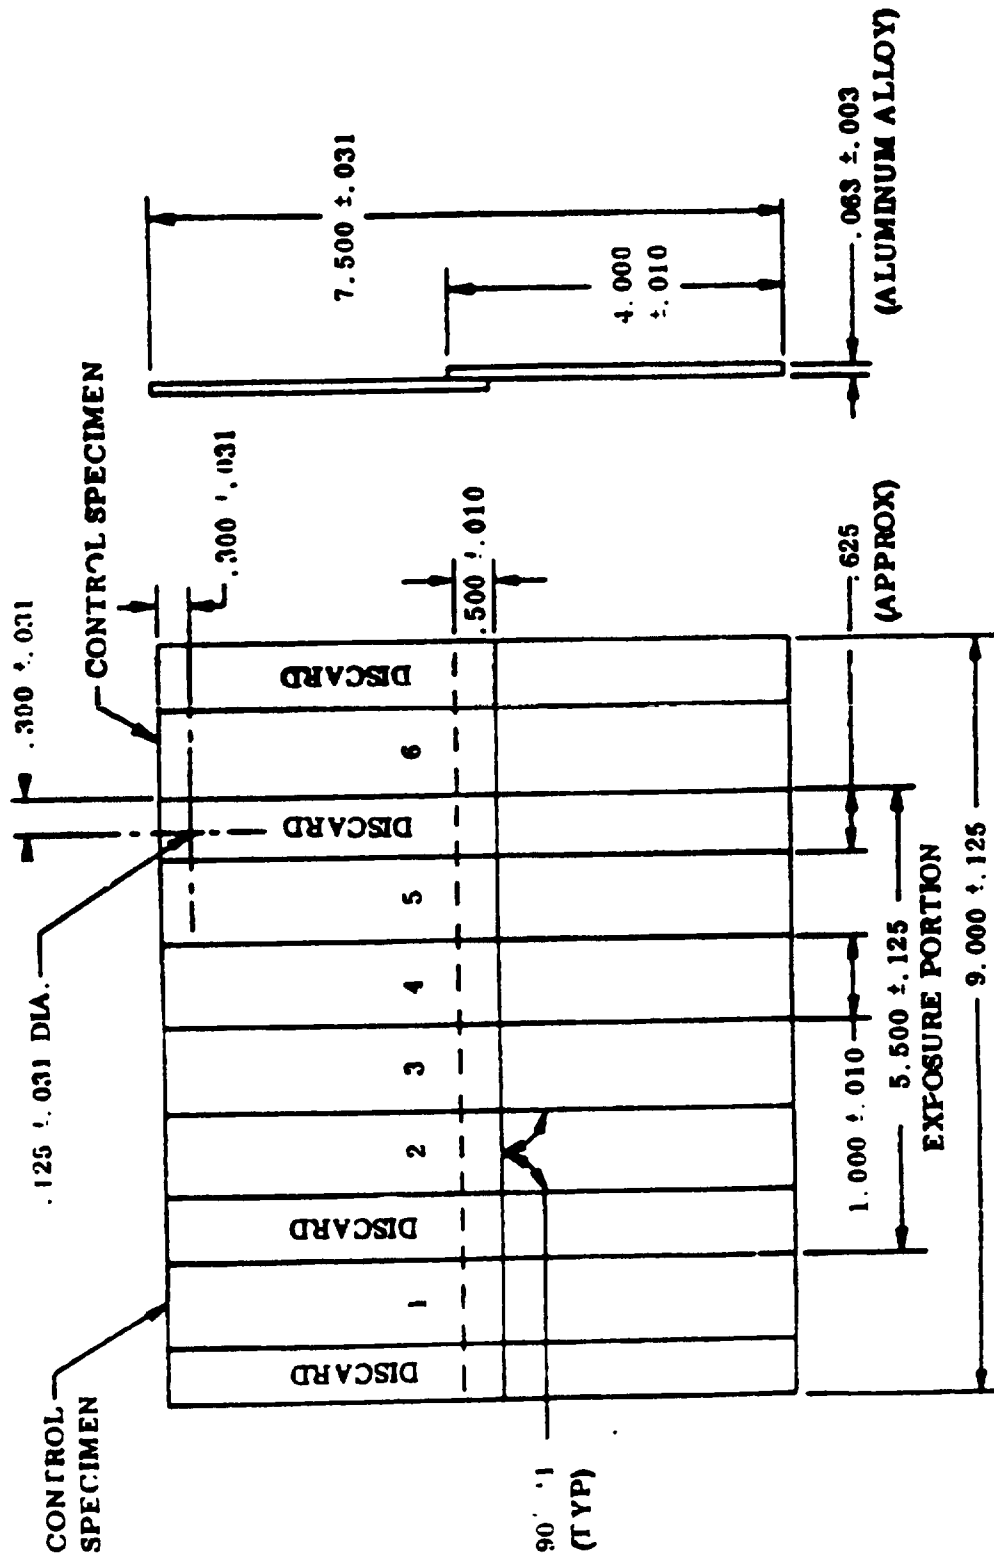 CONTROL
SPECIMEN
.125 ±.031 DIA.
.300 ±.031
CONTROL SPECIMEN
.300 ±.031
7.500 ±.031
4.000
±.010
.063 ±.003
(ALUMINUM ALLOY)
.500 ±.010
DISCARD
1
DISCARD
2
3
4
5
DISCARD
6
DISCARD
(TYP)
.625
(APPROX)
1.000 ±.010
5.500 ±.125
EXPOSURE PORTION
9.000 ±.125